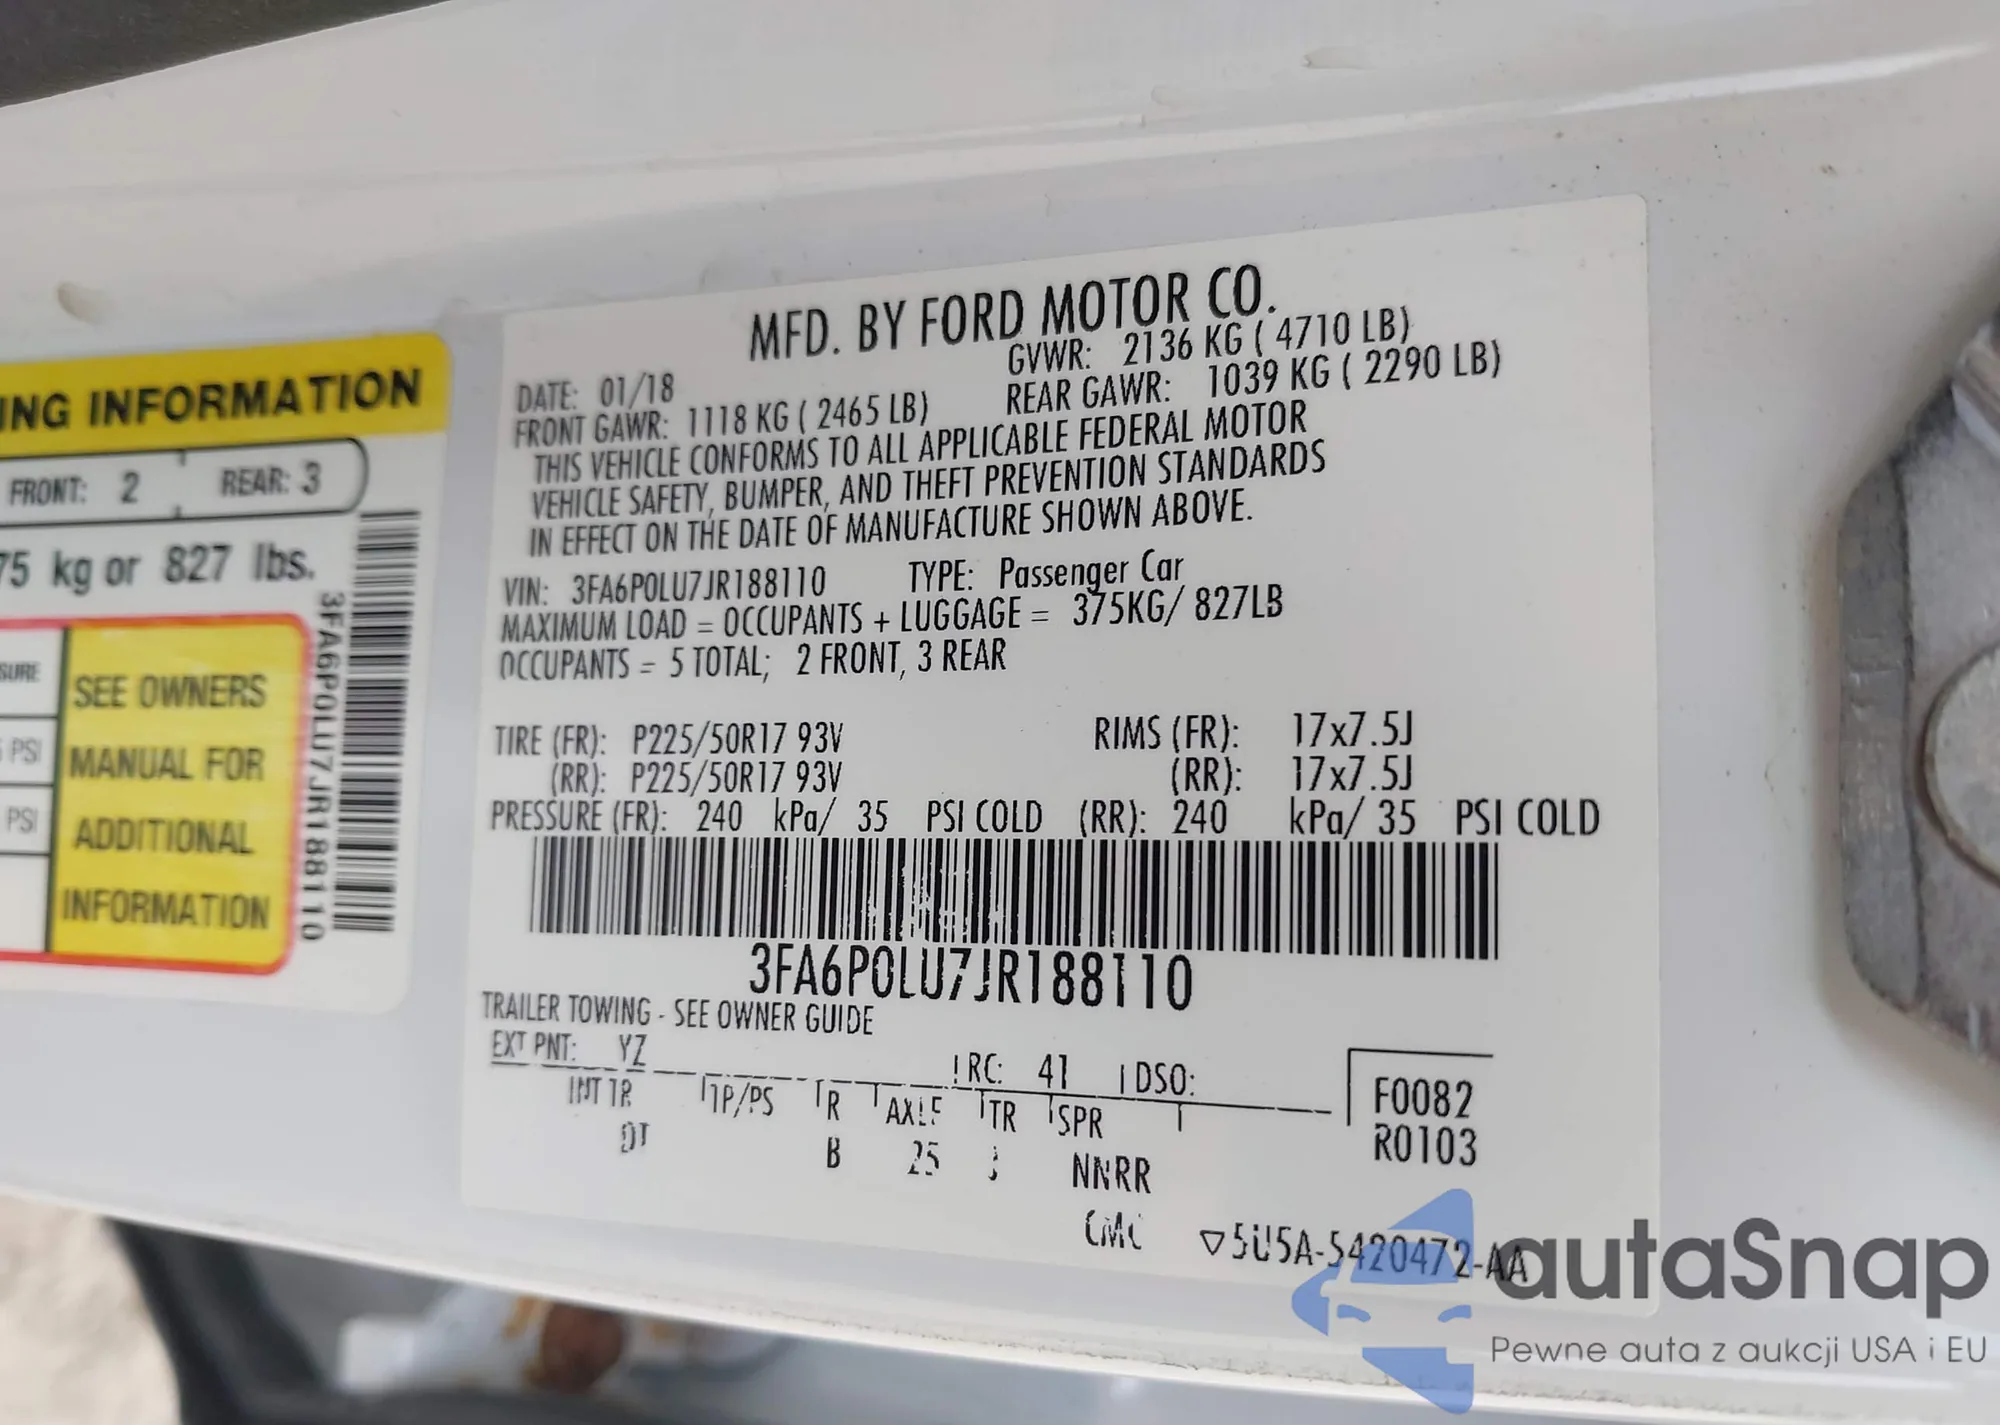 ING INFORMATION
FRONT: 2 REAR: 3
75 kg or 827 lbs.
SURE
PSI
PSI
SEE OWNERS
MANUAL FOR
ADDITIONAL
INFORMATION
3FA6P0LU7JR188110
MFD. BY FORD MOTOR CO.
DATE: 01/18 GVWR: 2136 KG ( 4710 LB)
FRONT GAWR: 1118 KG ( 2465 LB) REAR GAWR: 1039 KG ( 2290 LB)
THIS VEHICLE CONFORMS TO ALL APPLICABLE FEDERAL MOTOR
VEHICLE SAFETY, BUMPER, AND THEFT PREVENTION STANDARDS
IN EFFECT ON THE DATE OF MANUFACTURE SHOWN ABOVE.
VIN: 3FA6P0LU7JR188110 TYPE: Passenger Car
MAXIMUM LOAD = OCCUPANTS + LUGGAGE = 375KG/ 827LB
OCCUPANTS = 5 TOTAL; 2 FRONT, 3 REAR
TIRE (FR): P225/50R17 93V RIMS (FR): 17x7.5J
(RR): P225/50R17 93V (RR): 17x7.5J
PRESSURE (FR): 240 kPa/ 35 PSI COLD (RR): 240 kPa/ 35 PSI COLD
3FA6P0LU7JR188110
TRAILER TOWING - SEE OWNER GUIDE
EXT PNT: YZ RC: 41 DSO:
INT TR TP/PS R AXLE TR SPR
B 25 NNRR
F0082
R0103
▽5U5A-5420472-AA
autaSnap
Pewne auta z aukcji USA i EU